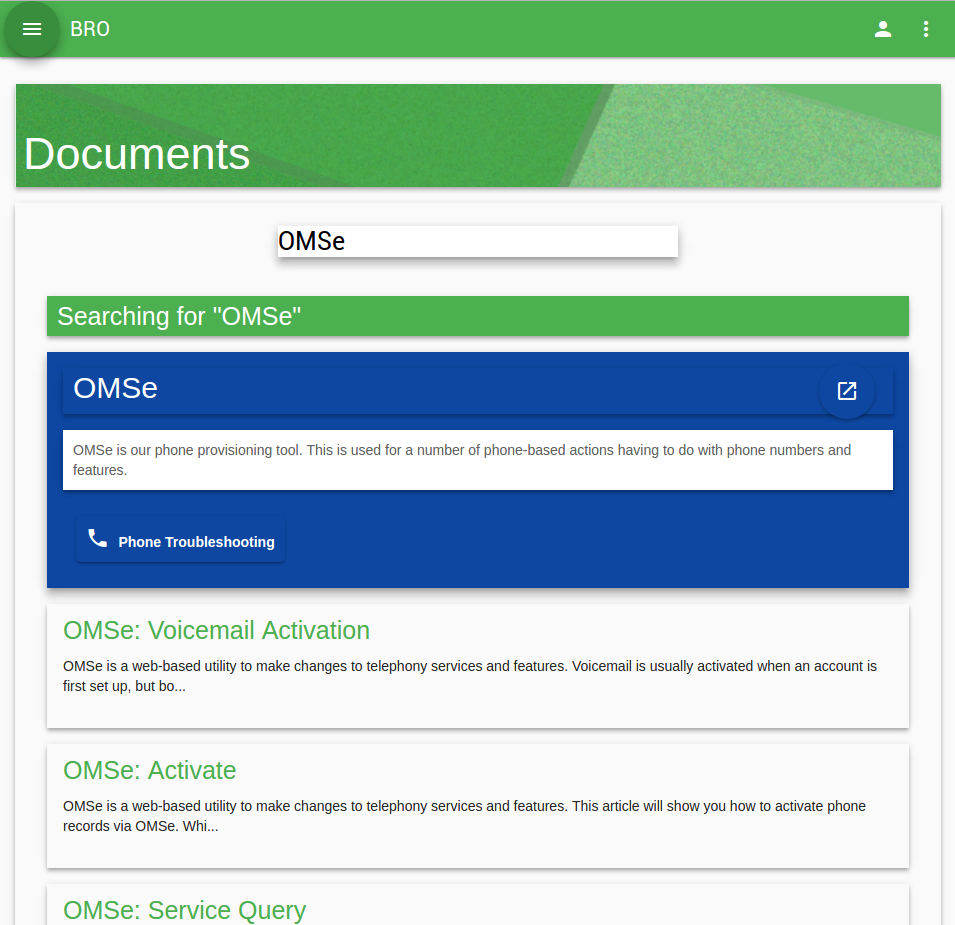 BRO
Documents
OMSe
Searching for "OMSe"
OMSe
OMSe is our phone provisioning tool. This is used for a number of phone-based actions having to do with phone numbers and
features.
Phone Troubleshooting
OMSe: Voicemail Activation
OMSe is a web-based utility to make changes to telephony services and features. Voicemail is usually activated when an account is
first set up, but bo...
OMSe: Activate
OMSe is a web-based utility to make changes to telephony services and features. This article will show you how to activate phone
records via OMSe. Whi...
OMSe: Service Query